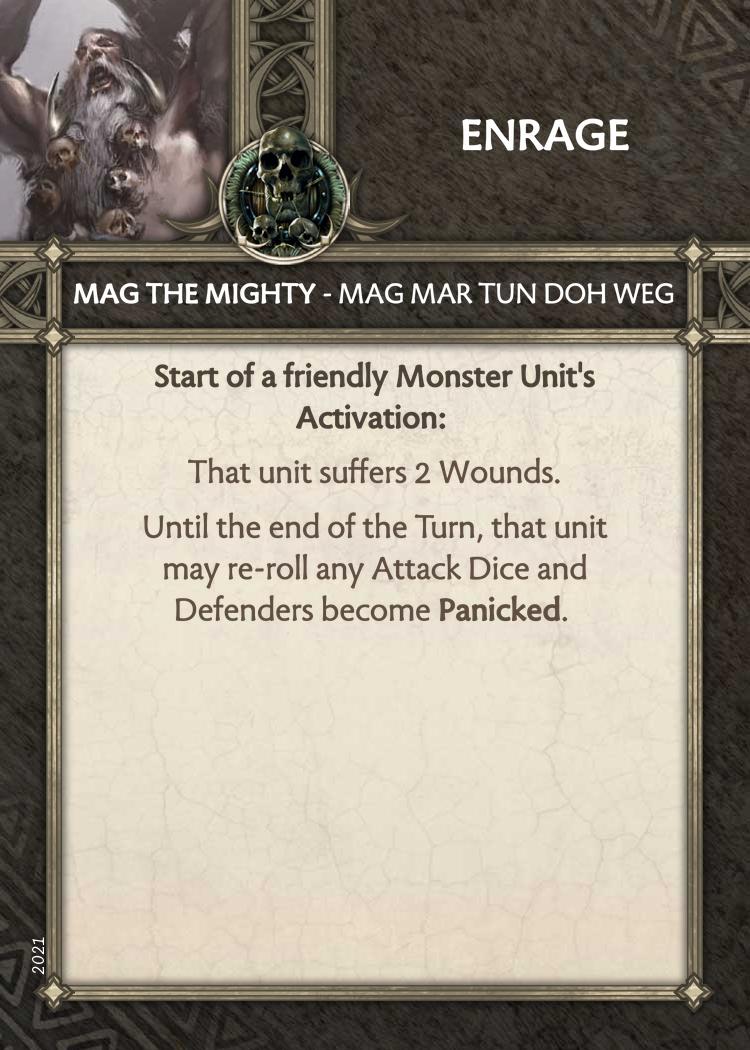 ENRAGE
MAG THE MIGHTY - MAG MAR TUN DOH WEG
Start of a friendly Monster Unit's
Activation:
That unit suffers 2 Wounds.
Until the end of the Turn, that unit
may re-roll any Attack Dice and
Defenders become Panicked.
2021